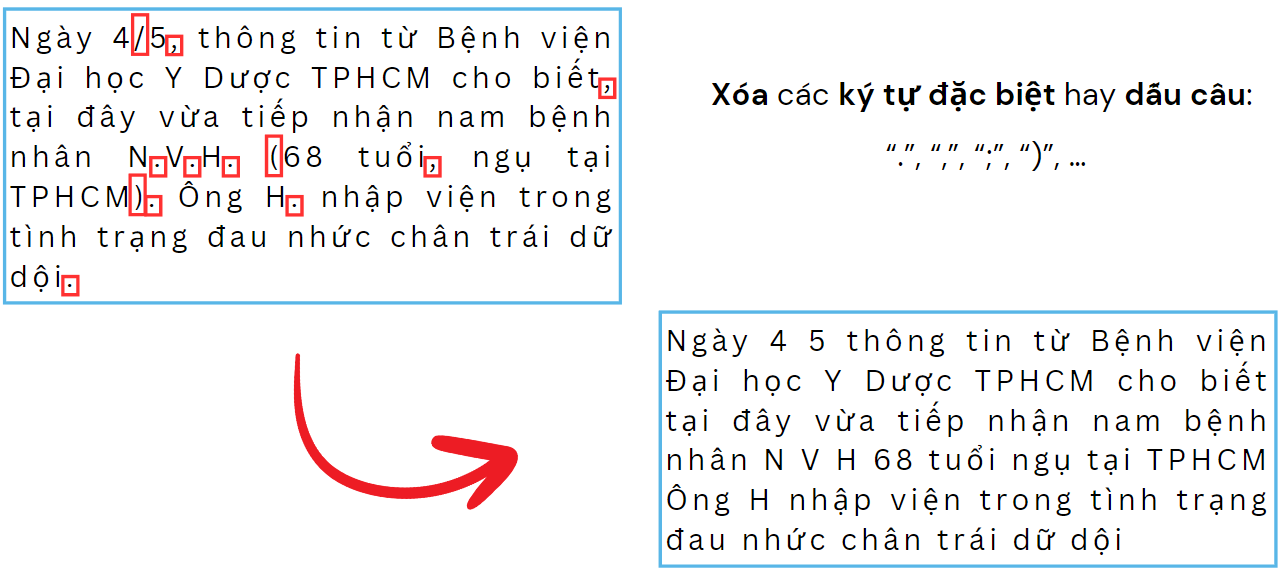 Ngày 4/5, thông tin từ Bệnh viện
Đại học Y Dược TPHCM cho biết,
tại đây vừa tiếp nhận nam bệnh
nhân N.V.H. (68 tuổi, ngụ tại
TPHCM). Ông H. nhập viện trong
tình trạng đau nhức chân trái dữ
dội.
Xóa các ký tự đặc biệt hay dấu câu:
“.”, “,”, “;”, “)”, ...
Ngày 4 5 thông tin từ Bệnh viện
Đại học Y Dược TPHCM cho biết
tại đây vừa tiếp nhận nam bệnh
nhân N V H 68 tuổi ngụ tại TPHCM
Ông H nhập viện trong tình trạng
đau nhức chân trái dữ dội